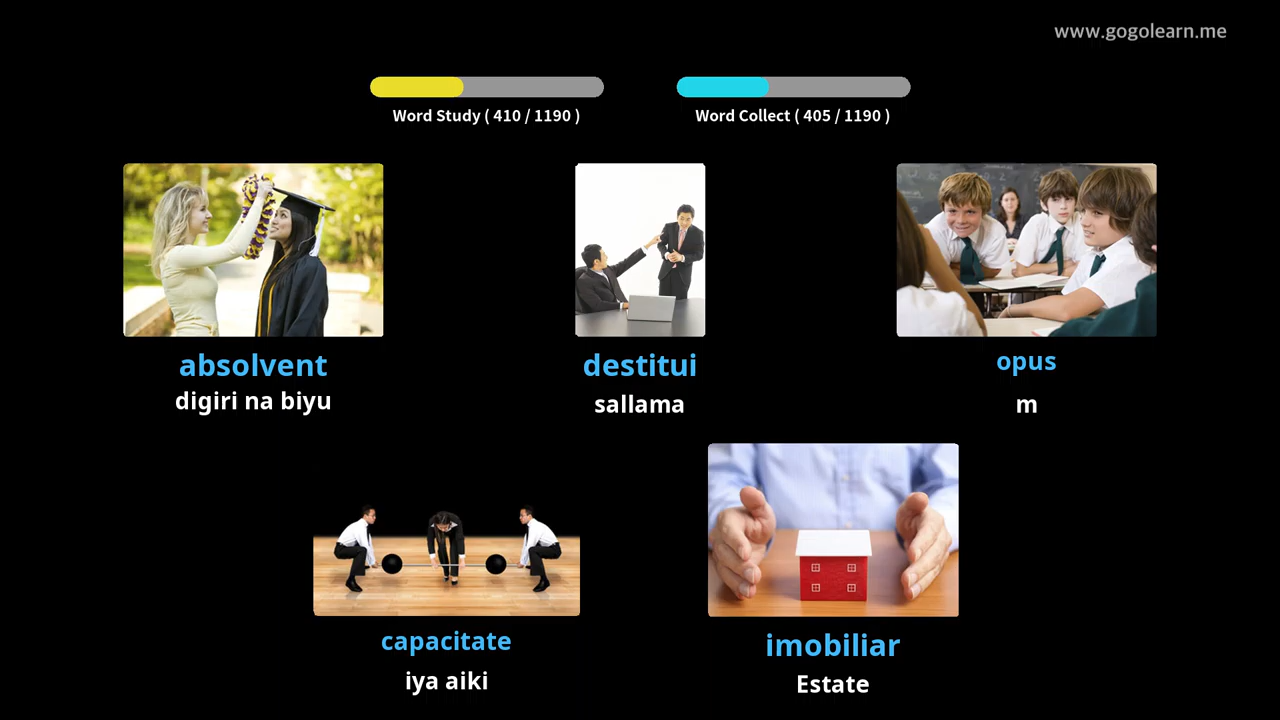 www.gogolearn.me
Word Study ( 410 / 1190 )
Word Collect ( 405 / 1190 )
absolvent
digiri na biyu
destitui
sallama
opus
m
capacitate
iya aiki
imobiliar
Estate